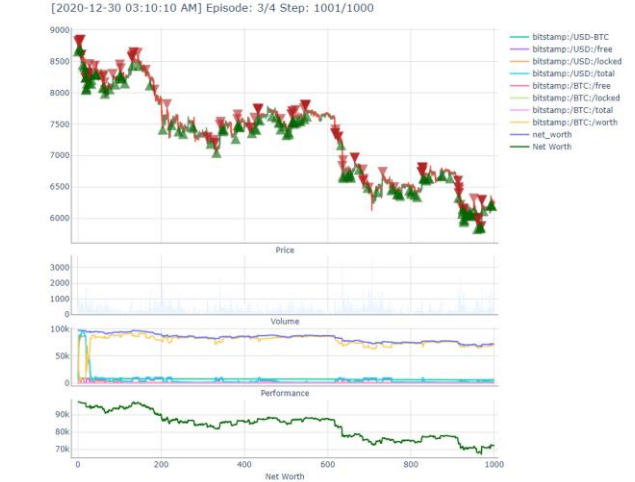 [2020-12-30 03:10:10 AM] Episode: 3/4 Step: 1001/1000
9000
8500
8000
7500
7000
6500
6000
Price
bitstamp:/USD-BTC
bitstamp:/USD:/free
bitstamp:/USD:/locked
bitstamp:/USD:/total
bitstamp:/BTC:/free
bitstamp:/BTC:/locked
bitstamp:/BTC:/total
bitstamp:/BTC:/worth
net_worth
Net Worth
3000
2000
1000
0
Volume
100k
50k
0
Performance
90k
80k
70k
0 200 400 600 800 1000
Net Worth